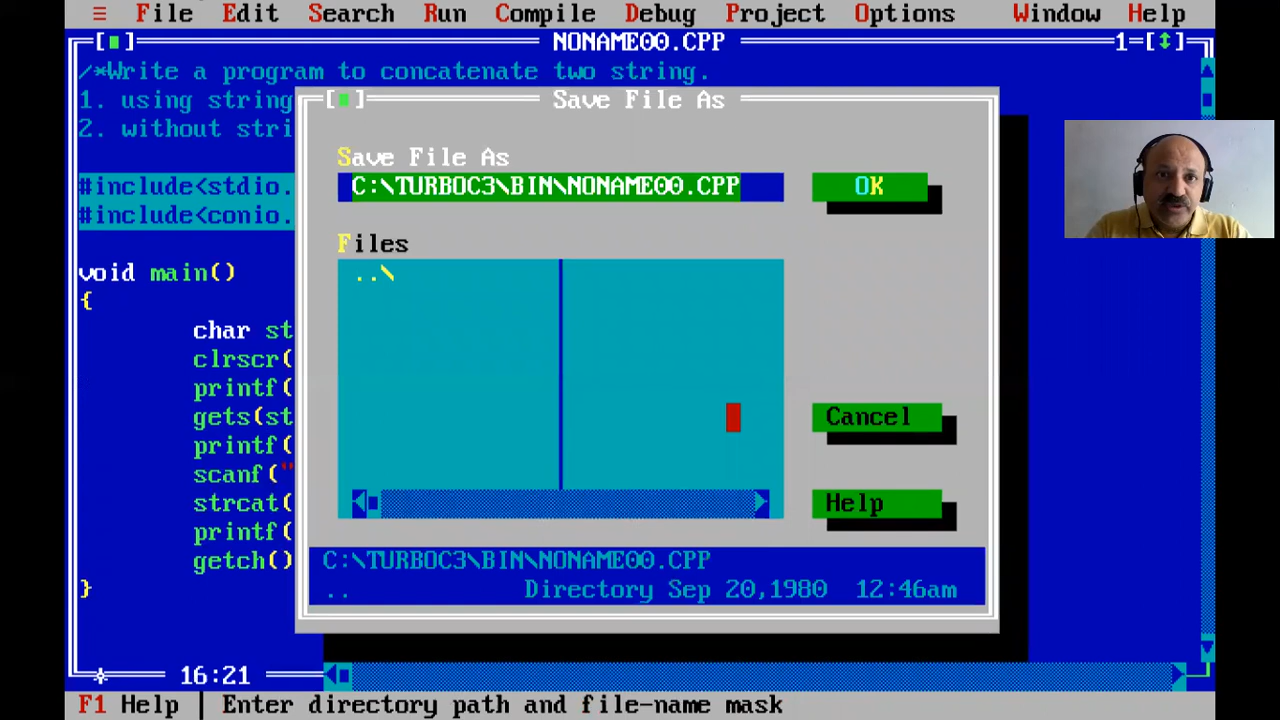 ≡ File Edit Search Run Compile Debug Project Options Window Help
[■] NONAME00.CPP 1=[↕]
/*Write a program to concatenate two string.
1. using string
2. without stri
#include<stdio.
#include<conio.
void main()
{
char st
clrscr(
printf(
gets(st
printf(
scanf("
strcat(
printf(
getch()
}
[■] Save File As
Save File As
C:\TURBOC3\BIN\NONAME00.CPP
OK
Files
..\
Cancel
Help
C:\TURBOC3\BIN\NONAME00.CPP
.. Directory Sep 20,1980 12:46am
16:21
F1 Help │ Enter directory path and file-name mask